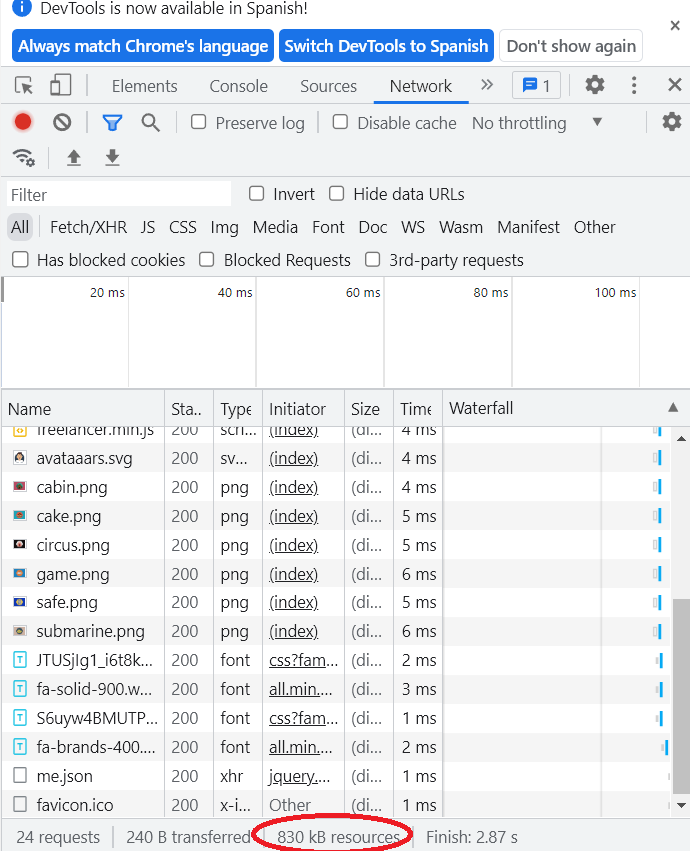 DevTools is now available in Spanish!
Always match Chrome's language Switch DevTools to Spanish Don't show again
Elements Console Sources Network 1
Preserve log Disable cache No throttling
Filter Invert Hide data URLs
All Fetch/XHR JS CSS Img Media Font Doc WS Wasm Manifest Other
Has blocked cookies Blocked Requests 3rd-party requests
20 ms 40 ms 60 ms 80 ms 100 ms
Name Sta.. Type Initiator Size Time Waterfall
freelancer.min.js 200 scri... (index) (di... 4 ms
avataaars.svg 200 sv... (index) (di... 4 ms
cabin.png 200 png (index) (di... 4 ms
cake.png 200 png (index) (di... 5 ms
circus.png 200 png (index) (di... 5 ms
game.png 200 png (index) (di... 6 ms
safe.png 200 png (index) (di... 5 ms
submarine.png 200 png (index) (di... 6 ms
JTUSjIg1_i6t8k... 200 font css?fam... (di... 2 ms
fa-solid-900.w... 200 font all.min.... (di... 3 ms
S6uyw4BMUTP... 200 font css?fam... (di... 1 ms
fa-brands-400.... 200 font all.min.... (di... 2 ms
me.json 200 xhr jquery.... (di... 1 ms
favicon.ico 200 x-i... Other (di... 1 ms
24 requests 240 B transferred 830 kB resources Finish: 2.87 s